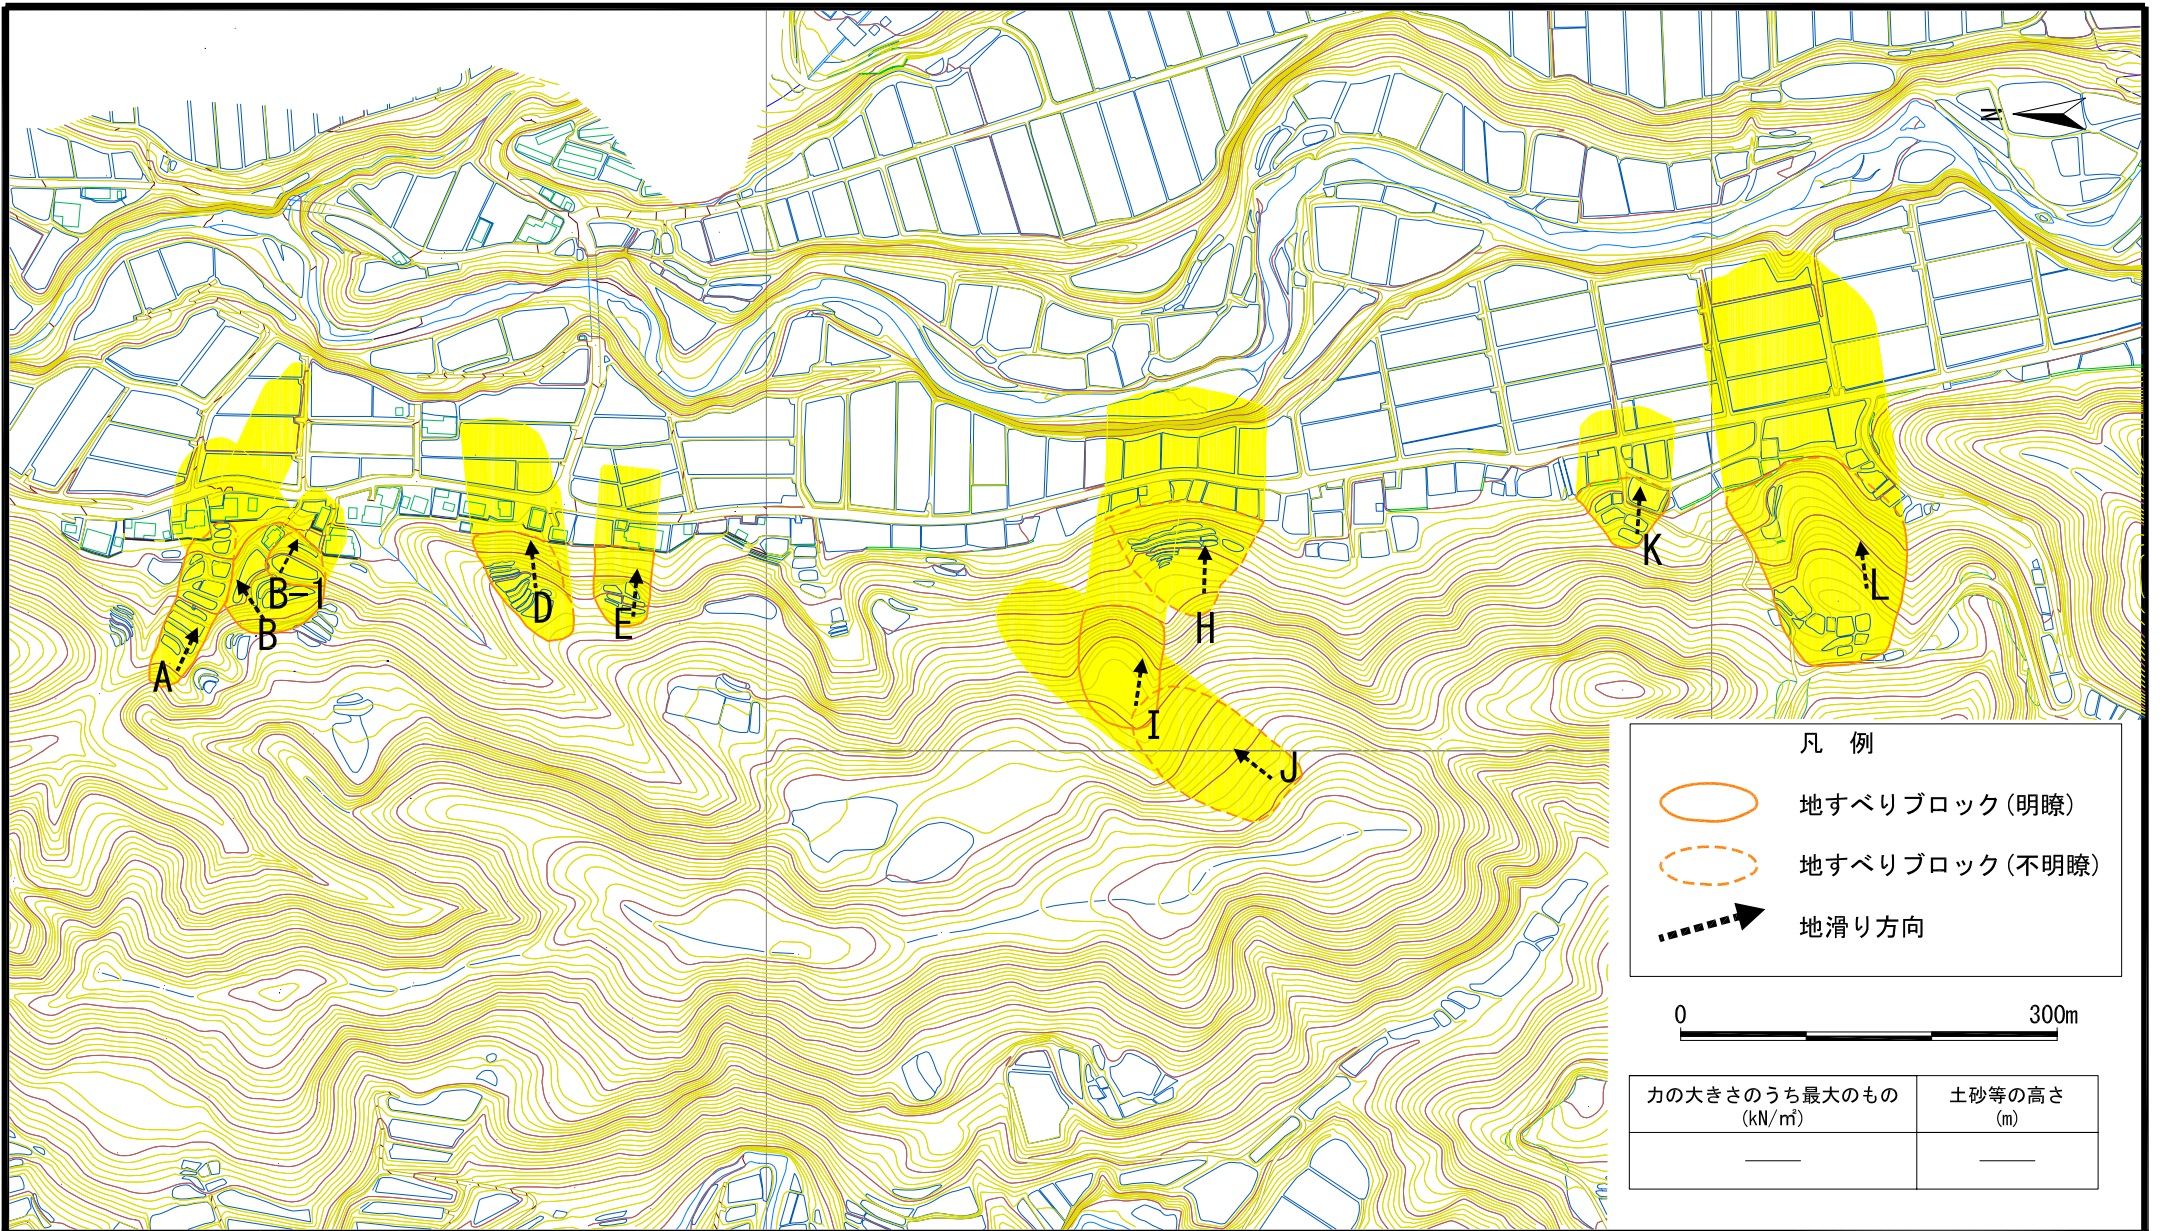 N
A
B
B-1
D
E
H
I
J
K
L
凡 例
地すべりブロック(明瞭)
地すべりブロック(不明瞭)
地滑り方向
0 300m
力の大きさのうち最大のもの
(kN/㎡)
土砂等の高さ
(m)